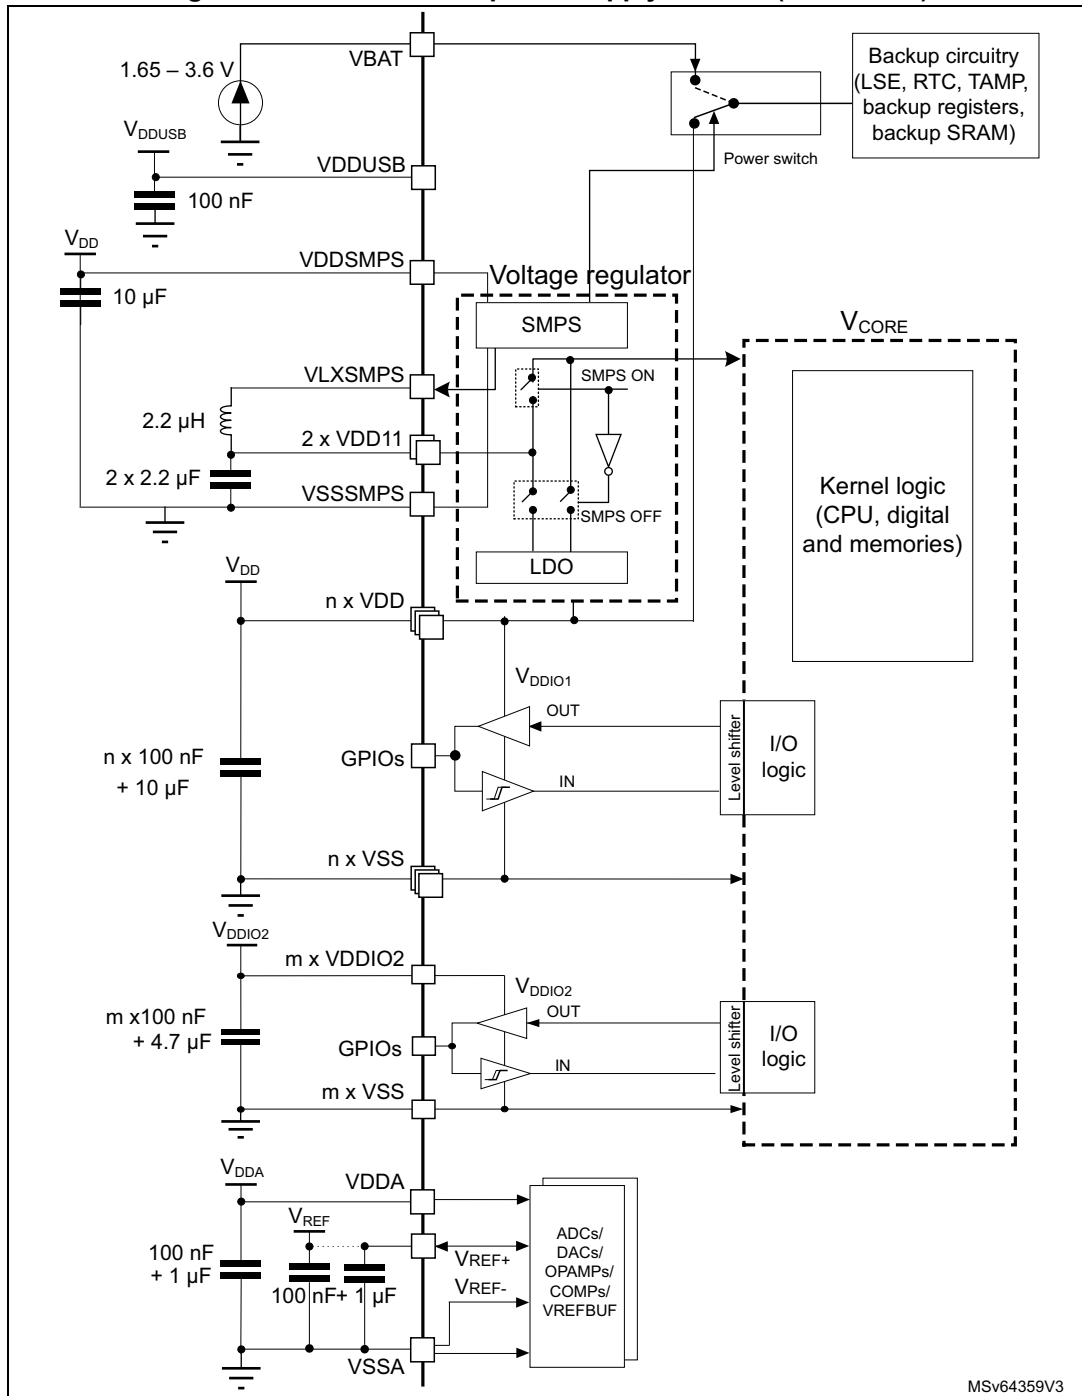 VBAT
1.65 – 3.6 V
Backup circuitry
(LSE, RTC, TAMP,
backup registers,
backup SRAM)
Power switch
VDDUSB
VDDUSB
100 nF
VDD
VDDSMPS
10 µF
Voltage regulator
SMPS
VCORE
VLXSMPS
SMPS ON
2.2 µH
2 x VDD11
2 x 2.2 µF
VSSSMPS
SMPS OFF
LDO
Kernel logic
(CPU, digital
and memories)
VDD
n x VDD
VDDIO1
OUT
GPIOs
IN
n x 100 nF
+ 10 µF
Level shifter
I/O
logic
n x VSS
VDDIO2
m x VDDIO2
VDDIO2
OUT
m x100 nF
+ 4.7 µF
GPIOs
IN
Level shifter
I/O
logic
m x VSS
VDDA
VDDA
VREF
100 nF
+ 1 µF
100 nF+ 1 µF
VREF+
VREF-
ADCs/
DACs/
OPAMPs/
COMPs/
VREFBUF
VSSA
MSv64359V3